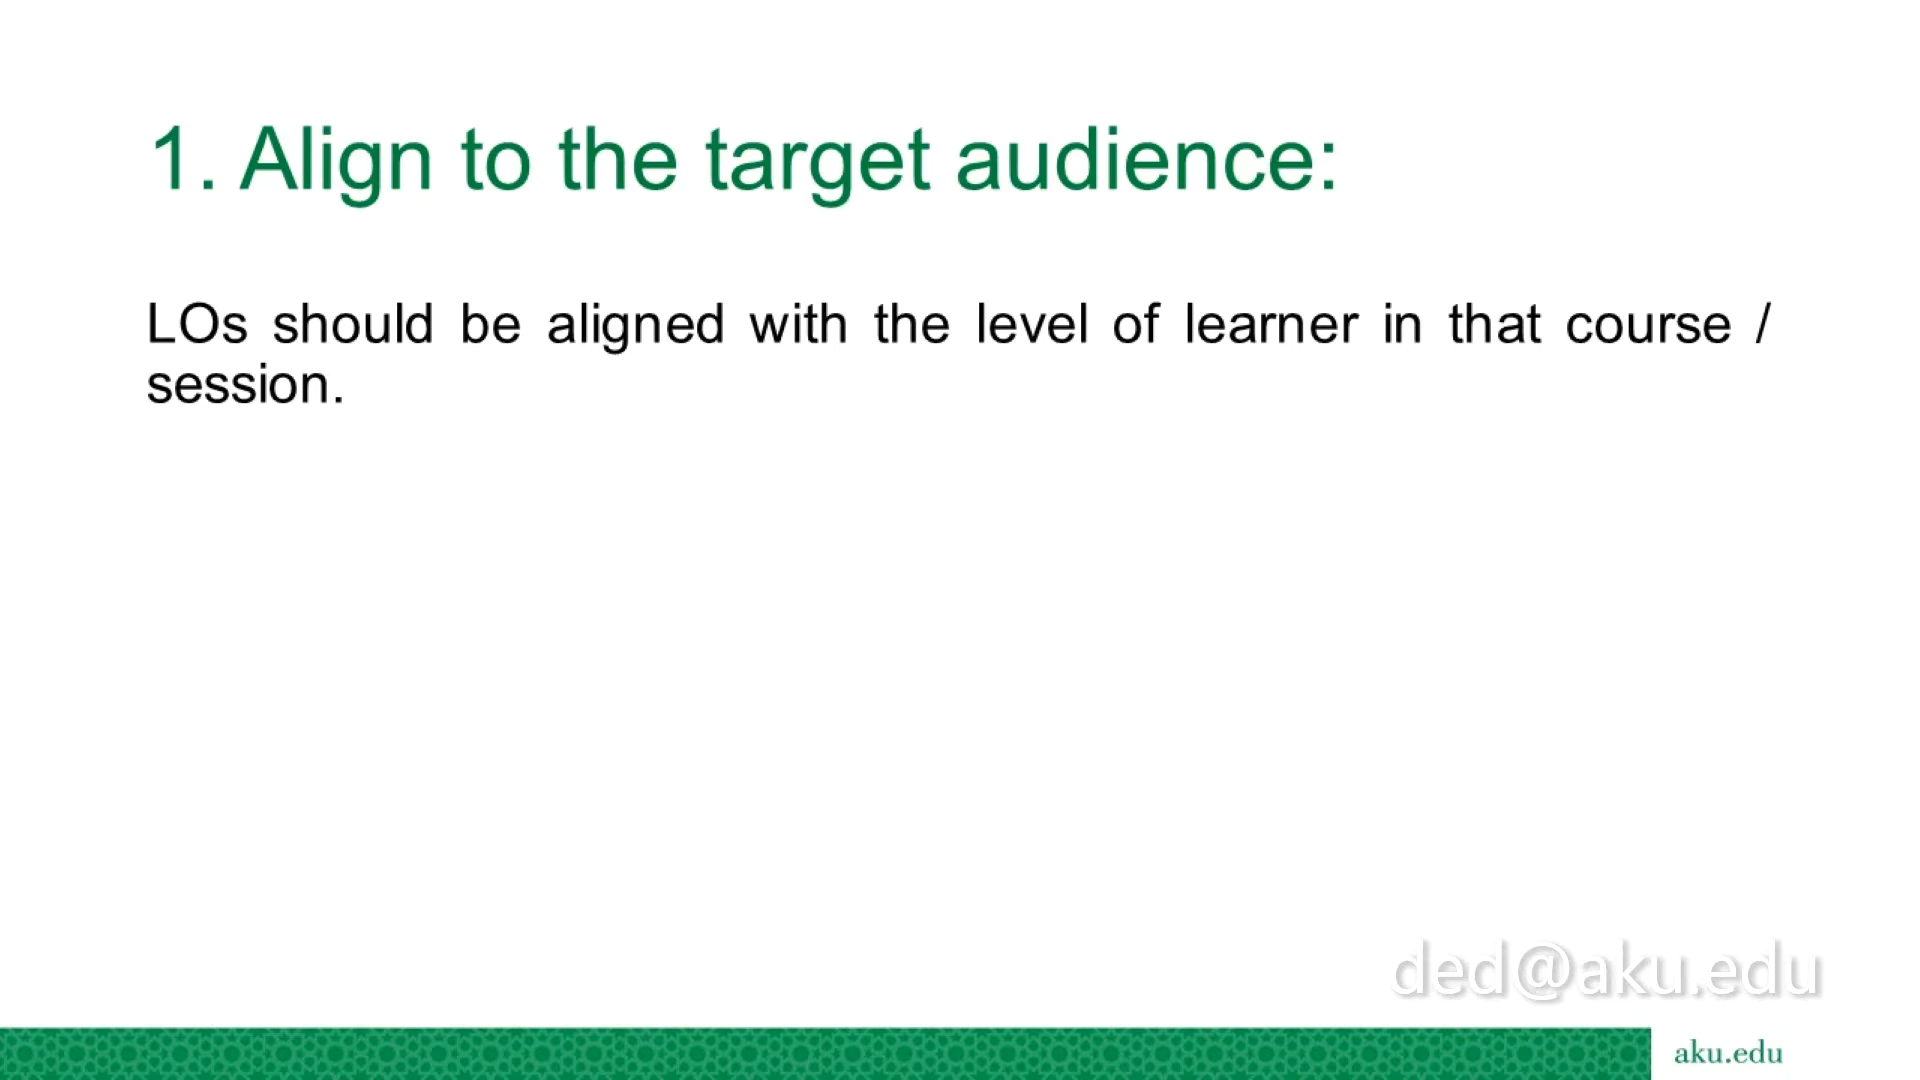 1. Align to the target audience:
LOs should be aligned with the level of learner in that course /
session.
ded@aku.edu
aku.edu